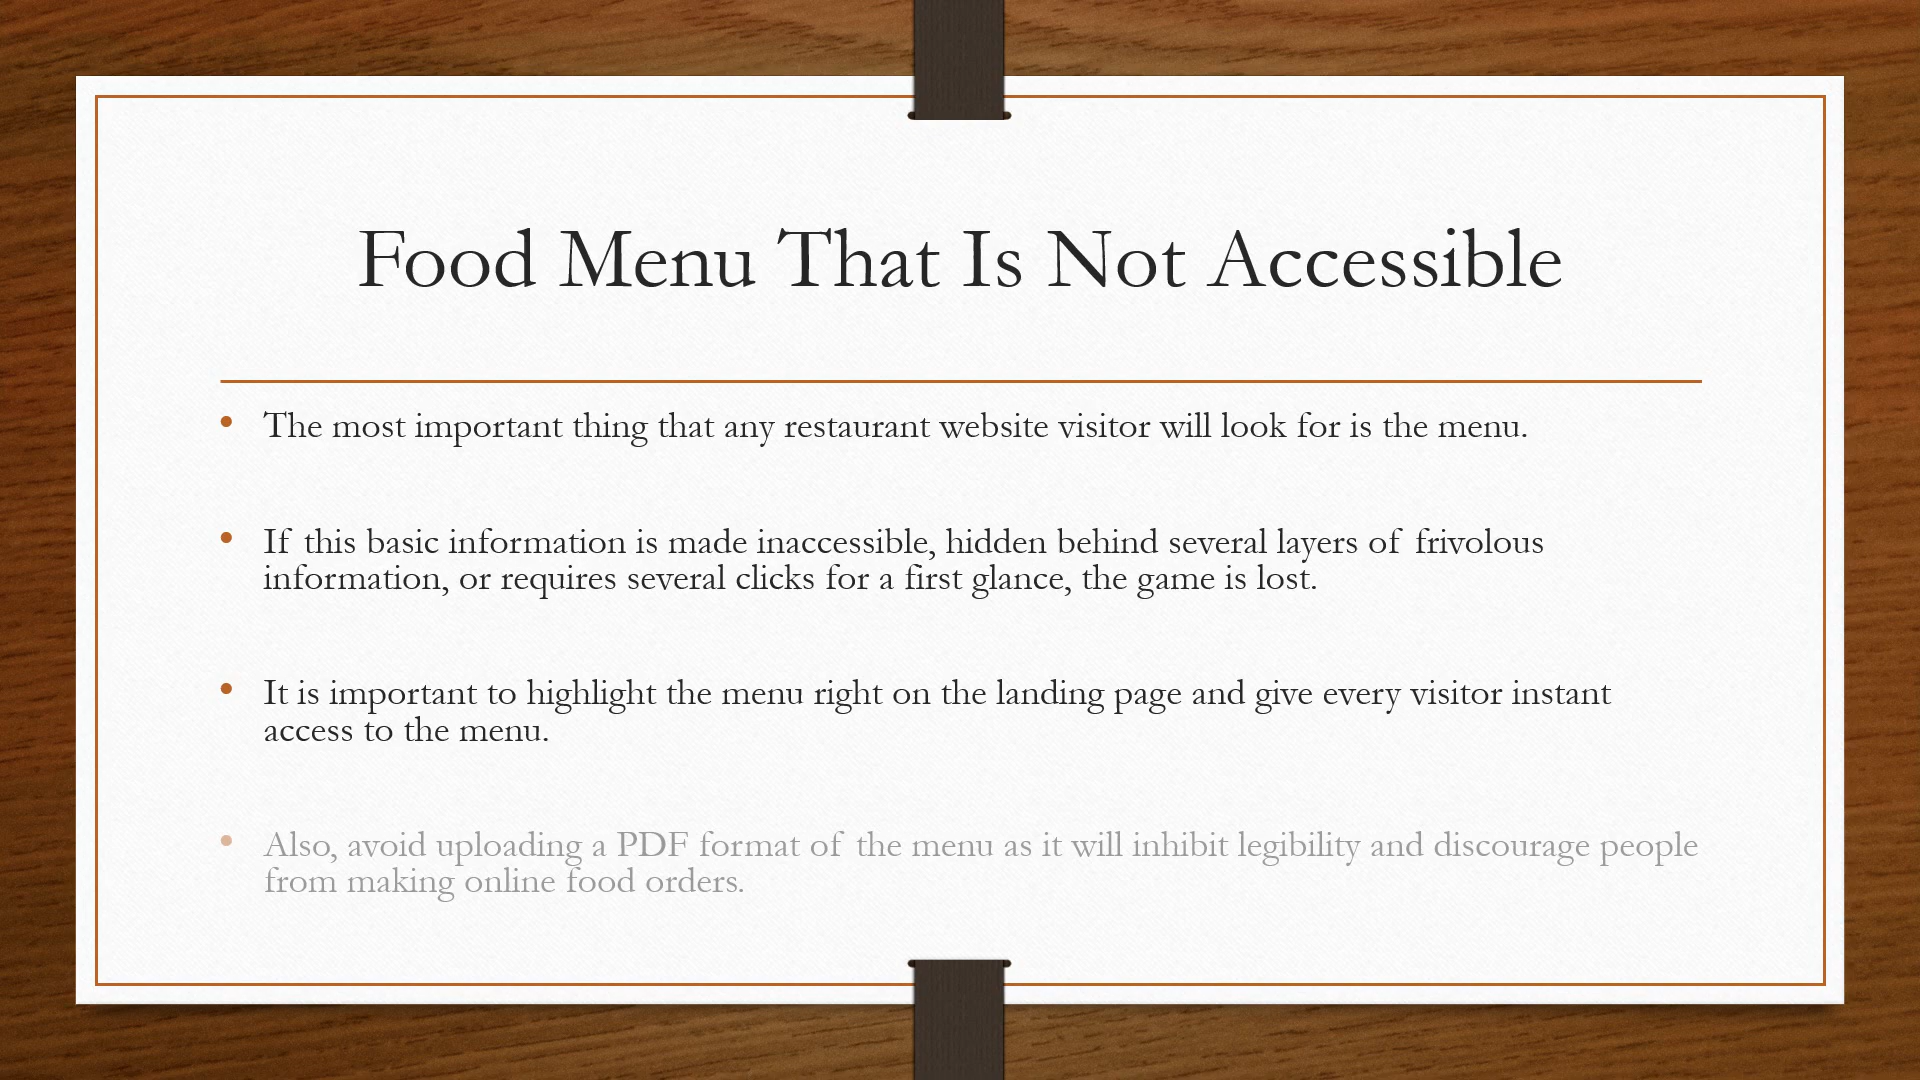 Food Menu That Is Not Accessible
• The most important thing that any restaurant website visitor will look for is the menu.
• If this basic information is made inaccessible, hidden behind several layers of frivolous
information, or requires several clicks for a first glance, the game is lost.
• It is important to highlight the menu right on the landing page and give every visitor instant
access to the menu.
• Also, avoid uploading a PDF format of the menu as it will inhibit legibility and discourage people
from making online food orders.